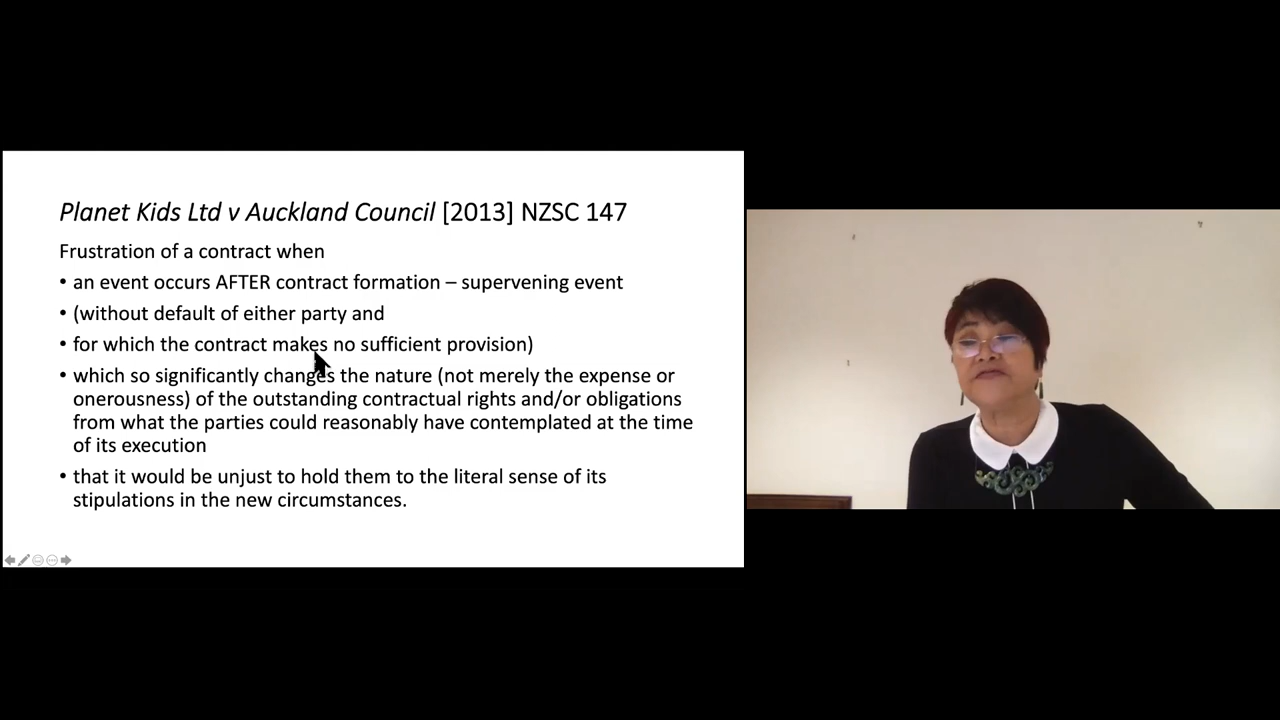 Planet Kids Ltd v Auckland Council [2013] NZSC 147
Frustration of a contract when
• an event occurs AFTER contract formation – supervening event
• (without default of either party and
• for which the contract makes no sufficient provision)
• which so significantly changes the nature (not merely the expense or
onerousness) of the outstanding contractual rights and/or obligations
from what the parties could reasonably have contemplated at the time
of its execution
• that it would be unjust to hold them to the literal sense of its
stipulations in the new circumstances.